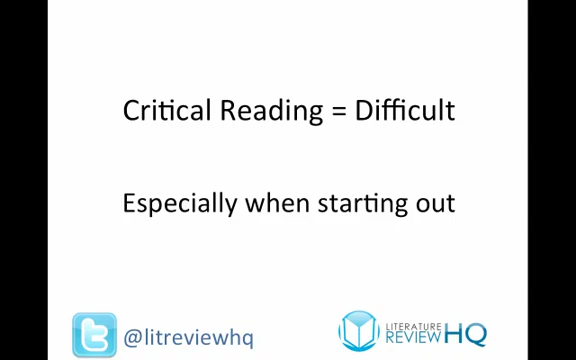 Critical Reading = Difficult
Especially when starting out
@litreviewhq
LITERATURE
REVIEW HQ